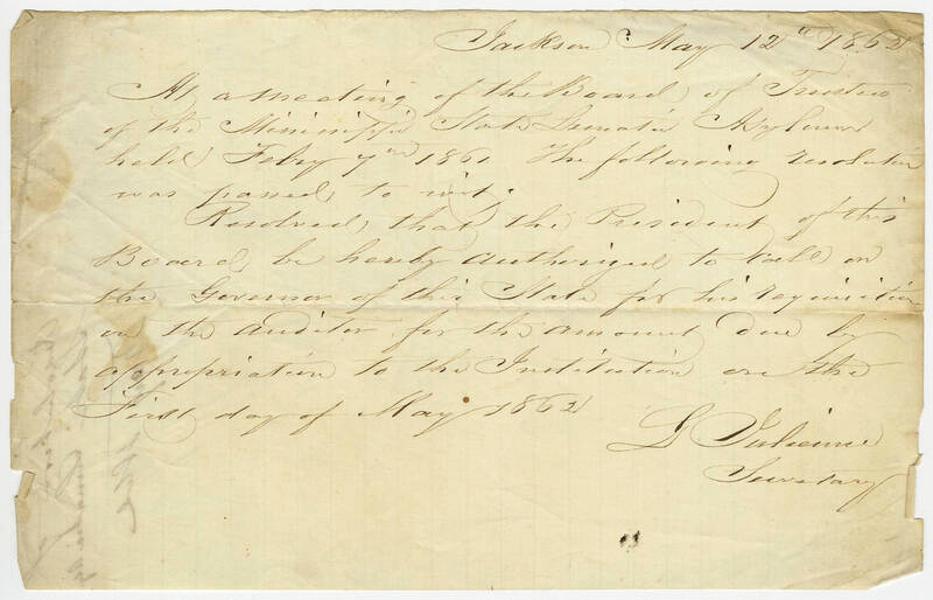 Jackson May 12th 1862
At a meeting of the Board of Trustees
of the Mississippi State Lunatic Asylum
held Feby 7th 1861 The following resolution
was passed, to wit:
Resolved, that the President of this
Board, be hereby authorized to call on
the Governor of this State for his requisition
on the Auditor for the amount due by
appropriation to the Institution on the
First day of May 1862
L Julienne
Secretary